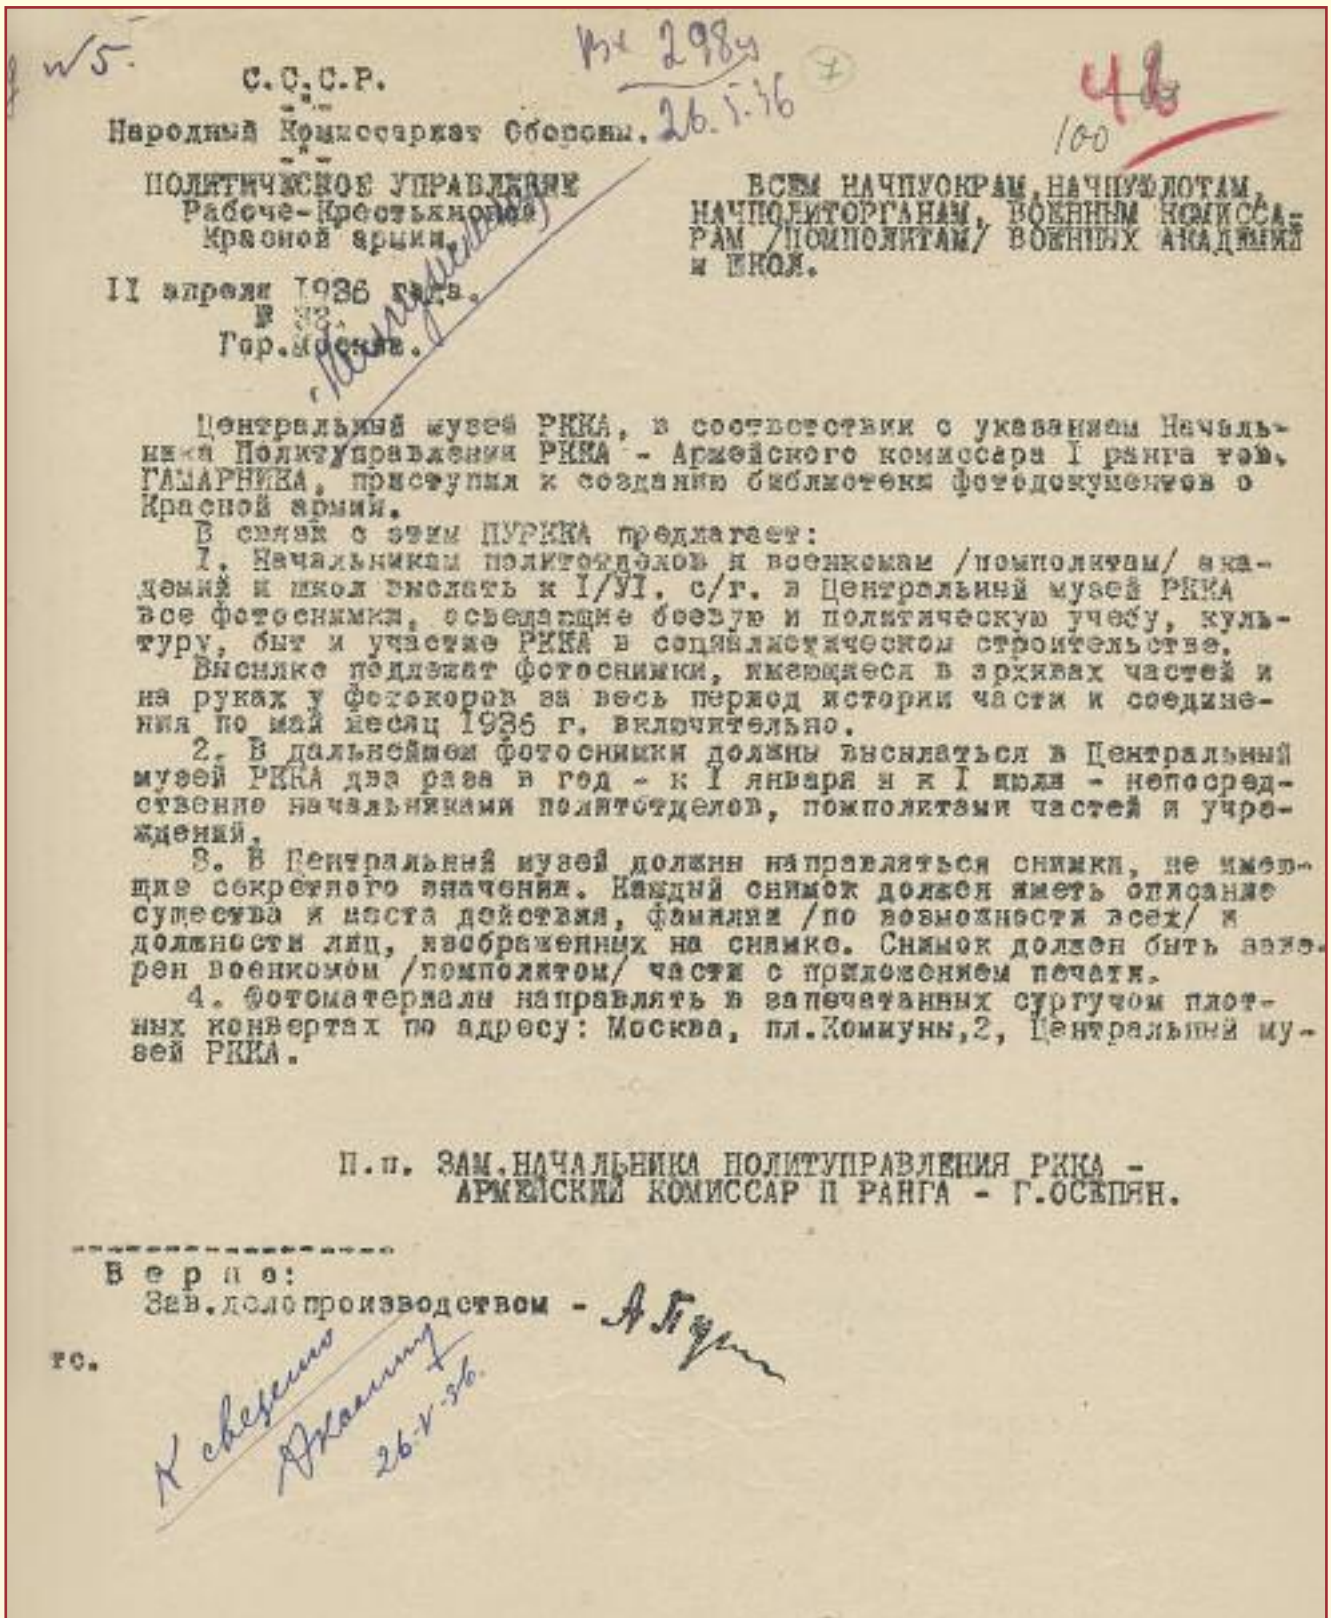 №5.
Вх 298
26.5.36
7
42
100
С.С.С.Р.
Народный Комиссариат Обороны.
ПОЛИТИЧЕСКОЕ УПРАВЛЕНИЕ
Рабоче-Крестьянской
Красной армии.
11 апреля 1936 года.
Гор.Москва.
ВСЕМ НАЧПУОКРАМ,НАЧПУФЛОТАМ,
НАЧПОЛИТОРГАНАМ, ВОЕННЫМ КОМИССА-
РАМ /ПОМПОЛИТАМ/ ВОЕННЫХ АКАДЕМИЙ
и ШКОЛ.
Центральный музей РККА, в соответствии с указанием Началь-
ника Политуправления РККА - Армейского комиссара I ранга тов.
ГАМАРНИКА, приступил к созданию библиотеки фотодокументов о
Красной армии.
В связи с этим ПУРККА предлагает:
1. Начальникам политотделов и военкомам /помполитам/ ака-
демий и школ выслать к I/УI. с/г. в Центральный музей РККА
все фотоснимки, освещающие боевую и политическую учебу, куль-
туру, быт и участие РККА в социалистическом строительстве.
Высылке подлежат фотоснимки, имеющиеся в архивах частей и
на руках у фотокоров за весь период истории части и соедине-
ния по май месяц 1936 г. включительно.
2. В дальнейшем фотоснимки должны высылаться в Центральный
музей РККА два раза в год - к I января и к I июля - непосред-
ственно начальниками политотделов, помполитами частей и учре-
ждений.
3. В Центральный музей должны направляться снимки, не имею-
щие секретного значения. Каждый снимок должен иметь описание
существа и места действия, фамилии /по возможности всех/ и
должности лиц, изображенных на снимке. Снимок должен быть заве-
рен военкомом /помполитом/ части с приложением печати.
4. Фотоматериалы направлять в запечатанных сургучом плот-
ных конвертах по адресу: Москва, пл.Коммуны,2, Центральный му-
зей РККА.
П.п. ЗАМ.НАЧАЛЬНИКА ПОЛИТУПРАВЛЕНИЯ РККА -
АРМЕЙСКИЙ КОМИССАР П РАНГА - Г.ОСЕПЯН.
Верно:
Зав.делопроизводством -
тс.
К сведению
26-V-36.